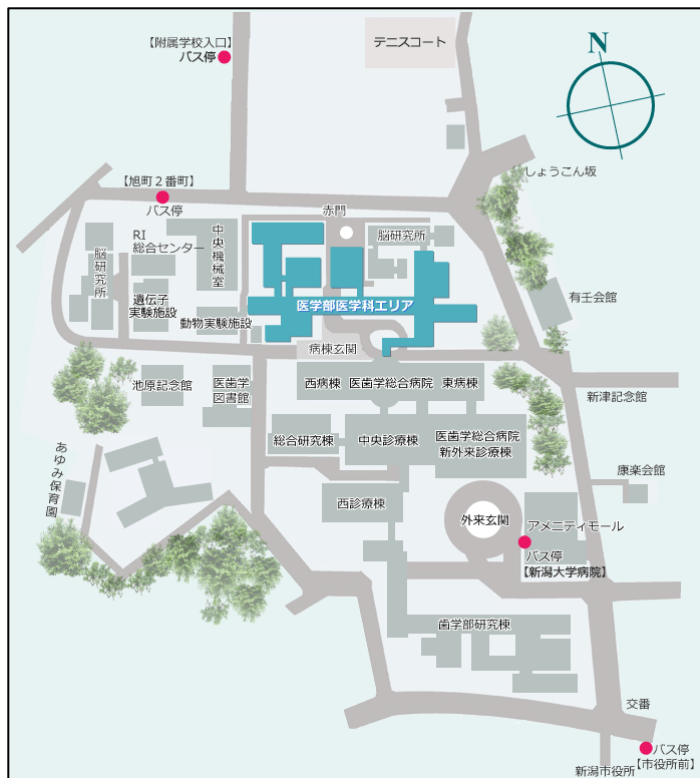 【附属学校入口】
バス停
テニスコート
N
しょうこん坂
【旭町２番町】
バス停
赤門
RI
総合センター
中央機械室
脳研究所
脳研究所
遺伝子
実験施設
動物実験施設
医学部医学科エリア
有壬会館
病棟玄関
池原記念館
医歯学
図書館
西病棟
医歯学総合病院
東病棟
新津記念館
総合研究棟
中央診療棟
医歯学総合病院
新外来診療棟
あゆみ保育園
康楽会館
西診療棟
外来玄関
アメニティモール
バス停
【新潟大学病院】
歯学部研究棟
交番
バス停
【市役所前】
新潟市役所